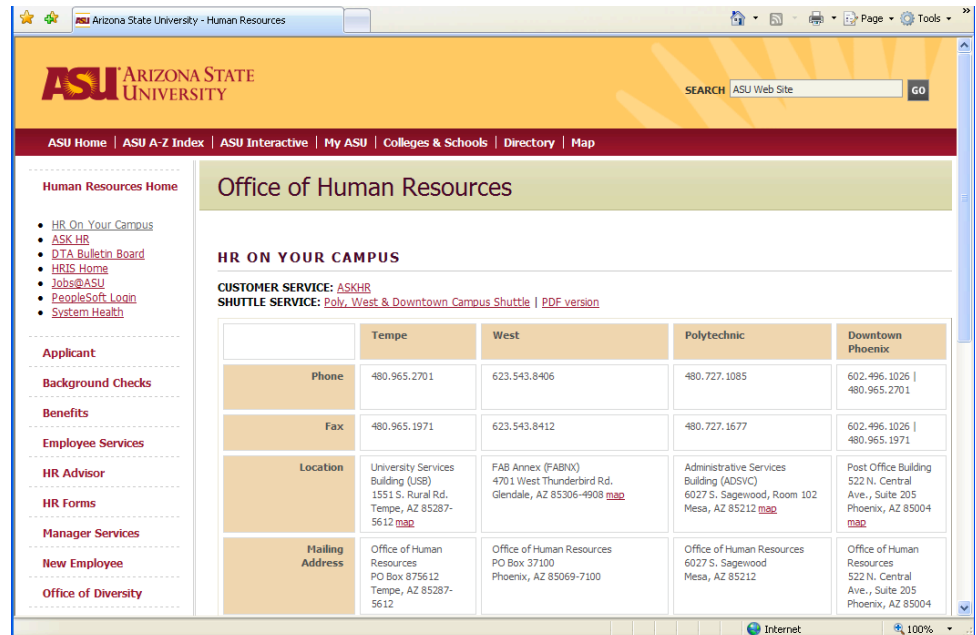 Arizona State University - Human Resources
Page
Tools
»
ASU ARIZONA STATE
UNIVERSITY
SEARCH ASU Web Site GO
ASU Home | ASU A-Z Index | ASU Interactive | My ASU | Colleges & Schools | Directory | Map
Human Resources Home
Office of Human Resources
• HR On Your Campus
• ASK HR
• DTA Bulletin Board
• HRIS Home
• Jobs@ASU
• PeopleSoft Login
• System Health
Applicant
Background Checks
Benefits
Employee Services
HR Advisor
HR Forms
Manager Services
New Employee
Office of Diversity
HR ON YOUR CAMPUS
CUSTOMER SERVICE: ASKHR
SHUTTLE SERVICE: Poly, West & Downtown Campus Shuttle | PDF version
Tempe
West
Polytechnic
Downtown
Phoenix
Phone
480.965.2701
623.543.8406
480.727.1085
602.496.1026 |
480.965.2701
Fax
480.965.1971
623.543.8412
480.727.1677
602.496.1026 |
480.965.1971
Location
University Services
Building (USB)
1551 S. Rural Rd.
Tempe, AZ 85287-
5612 map
FAB Annex (FABNX)
4701 West Thunderbird Rd.
Glendale, AZ 85306-4908 map
Administrative Services
Building (ADSVC)
6027 S. Sagewood, Room 102
Mesa, AZ 85212 map
Post Office Building
522 N. Central
Ave., Suite 205
Phoenix, AZ 85004
map
Mailing
Address
Office of Human
Resources
PO Box 875612
Tempe, AZ 85287-
5612
Office of Human Resources
PO Box 37100
Phoenix, AZ 85069-7100
Office of Human Resources
6027 S. Sagewood
Mesa, AZ 85212
Office of Human
Resources
522 N. Central
Ave., Suite 205
Phoenix, AZ 85004
Internet
100%